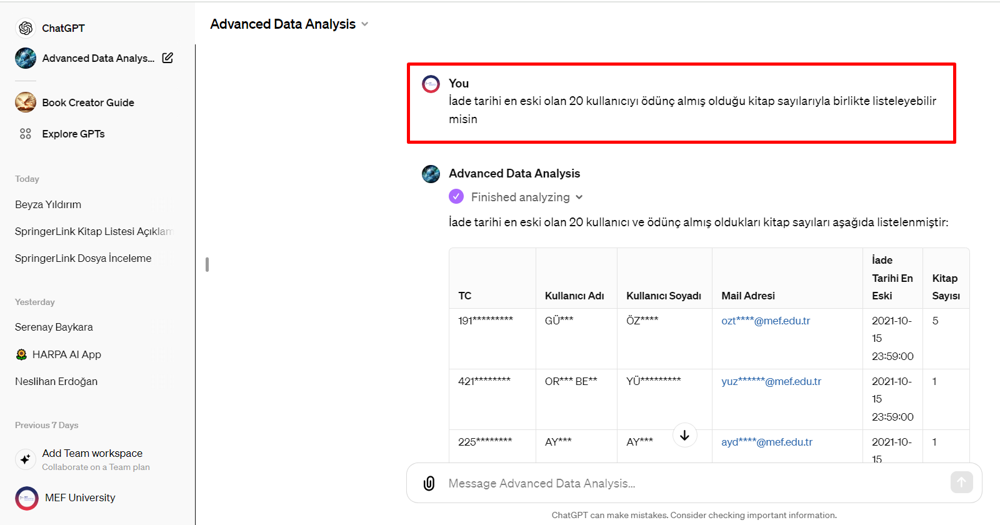 ChatGPT
Advanced Data Analys...
Book Creator Guide
Explore GPTs
Today
Beyza Yıldırım
SpringerLink Kitap Listesi Açıklam
SpringerLink Dosya İnceleme
Yesterday
Serenay Baykara
HARPA AI App
Neslihan Erdoğan
Previous 7 Days
Add Team workspace
Collaborate on a Team plan
MEF University
Advanced Data Analysis
You
İade tarihi en eski olan 20 kullanıcıyı ödünç almış olduğu kitap sayılarıyla birlikte listeleyebilir
misin
Advanced Data Analysis
Finished analyzing
İade tarihi en eski olan 20 kullanıcı ve ödünç almış oldukları kitap sayıları aşağıda listelenmiştir:
TC Kullanıcı Adı Kullanıcı Soyadı Mail Adresi İade Tarihi En Eski Kitap Sayısı
191********* GÜ*** ÖZ**** ozt****@mef.edu.tr 2021-10-15 23:59:00 5
421******** OR*** BE** YÜ********* yuz******@mef.edu.tr 2021-10-15 23:59:00 1
225******** AY*** AY*** ayd****@mef.edu.tr 2021-10-15 1
Message Advanced Data Analysis...
ChatGPT can make mistakes. Consider checking important information.